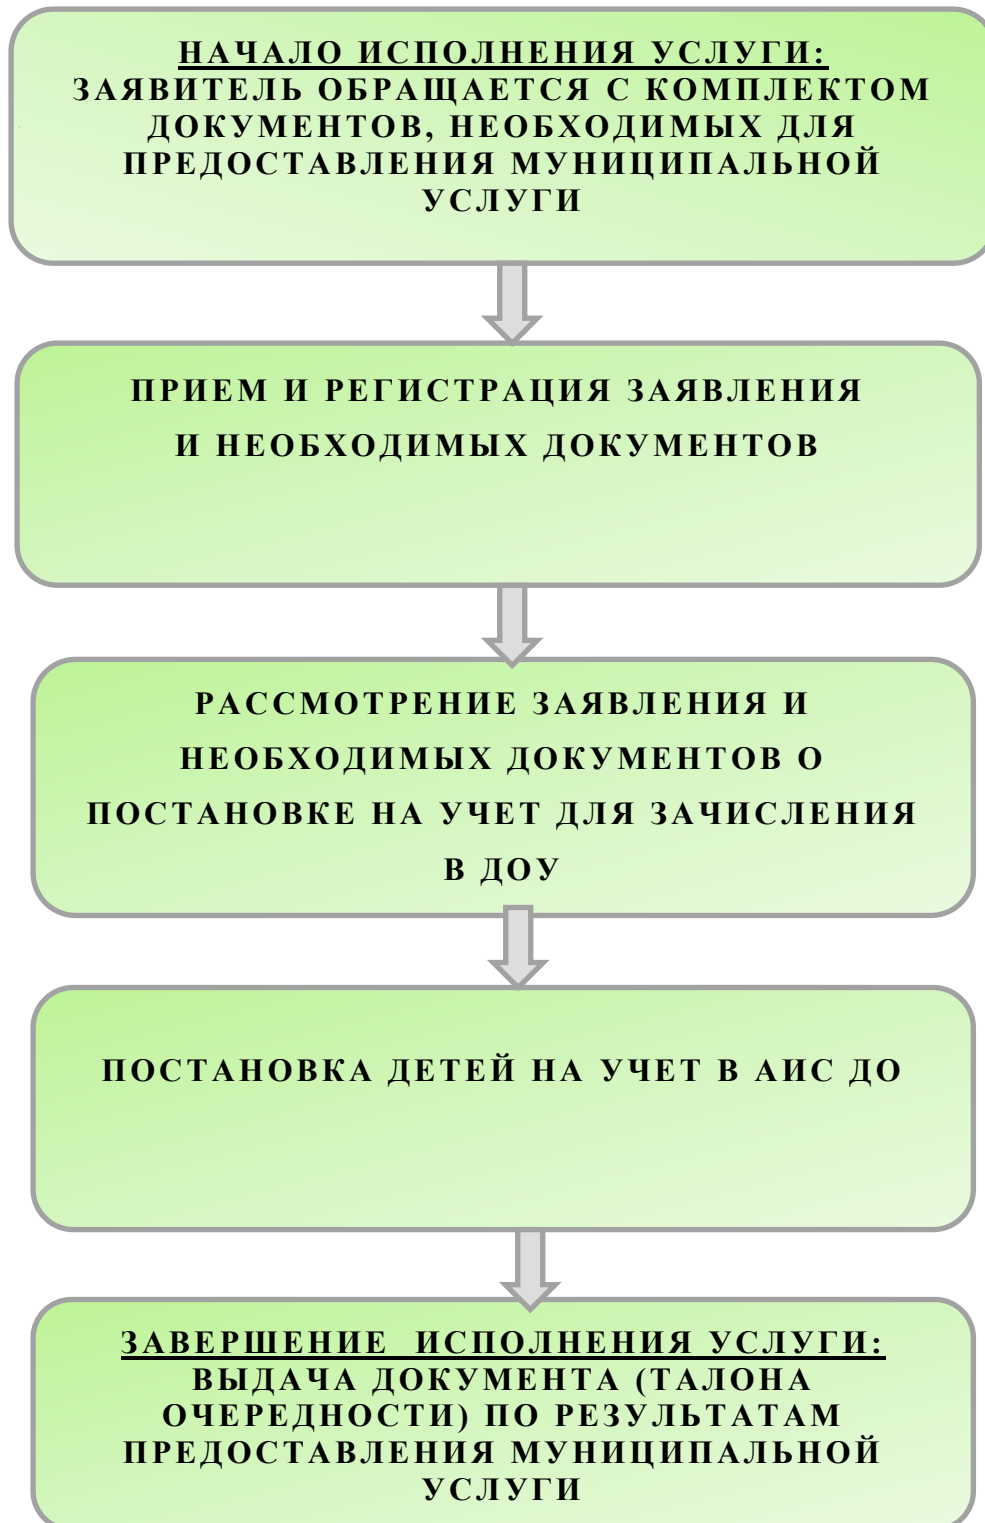 НАЧАЛО ИСПОЛНЕНИЯ УСЛУГИ:
ЗАЯВИТЕЛЬ ОБРАЩАЕТСЯ С КОМПЛЕКТОМ
ДОКУМЕНТОВ, НЕОБХОДИМЫХ ДЛЯ
ПРЕДОСТАВЛЕНИЯ МУНИЦИПАЛЬНОЙ
УСЛУГИ
ПРИЕМ И РЕГИСТРАЦИЯ ЗАЯВЛЕНИЯ
И НЕОБХОДИМЫХ ДОКУМЕНТОВ
РАССМОТРЕНИЕ ЗАЯВЛЕНИЯ И
НЕОБХОДИМЫХ ДОКУМЕНТОВ О
ПОСТАНОВКЕ НА УЧЕТ ДЛЯ ЗАЧИСЛЕНИЯ
В ДОУ
ПОСТАНОВКА ДЕТЕЙ НА УЧЕТ В АИС ДО
ЗАВЕРШЕНИЕ ИСПОЛНЕНИЯ УСЛУГИ:
ВЫДАЧА ДОКУМЕНТА (ТАЛОНА
ОЧЕРЕДНОСТИ) ПО РЕЗУЛЬТАТАМ
ПРЕДОСТАВЛЕНИЯ МУНИЦИПАЛЬНОЙ
УСЛУГИ